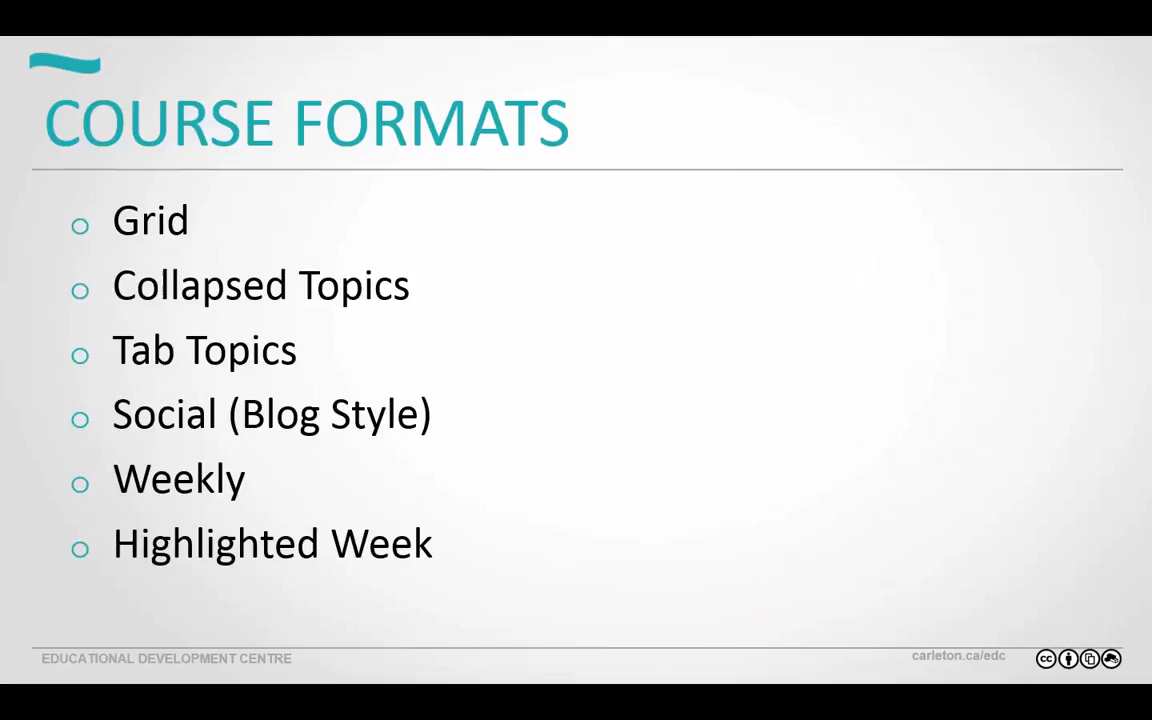 COURSE FORMATS
Grid
Collapsed Topics
Tab Topics
Social (Blog Style)
Weekly
Highlighted Week
EDUCATIONAL DEVELOPMENT CENTRE
carleton.ca/edc
cc